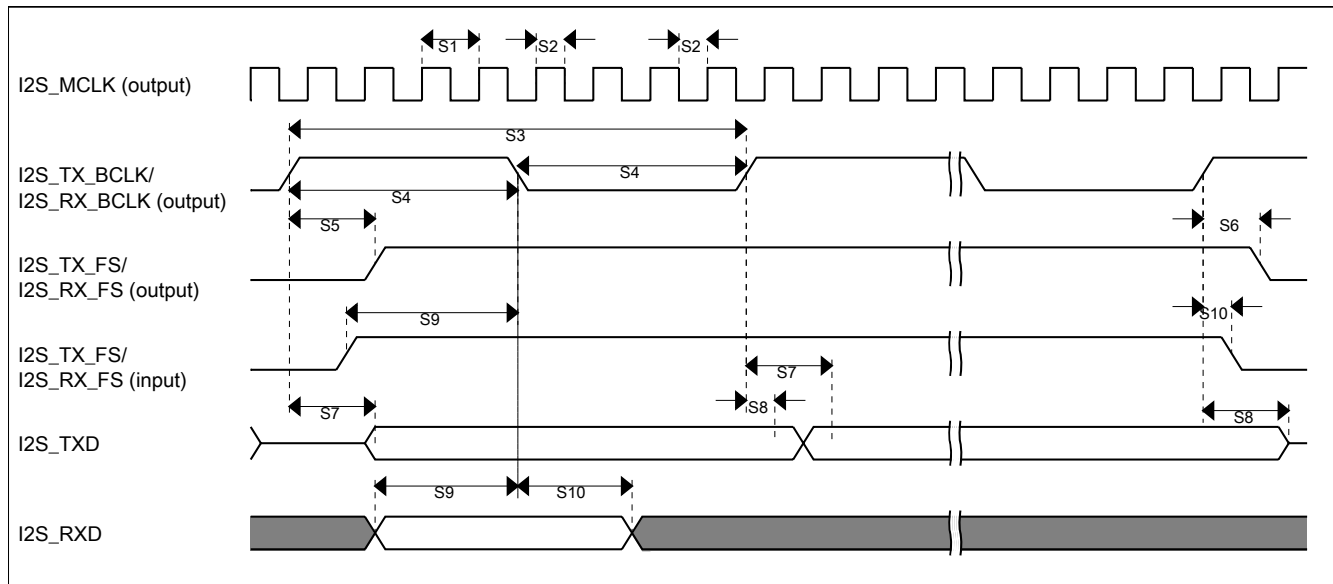 S1 S2 S2
I2S_MCLK (output)
S3
I2S_TX_BCLK/
I2S_RX_BCLK (output)
S4
S4
S5
S6
I2S_TX_FS/
I2S_RX_FS (output)
S9
S10
I2S_TX_FS/
I2S_RX_FS (input)
S7
S7
S8
S8
I2S_TXD
S9 S10
I2S_RXD